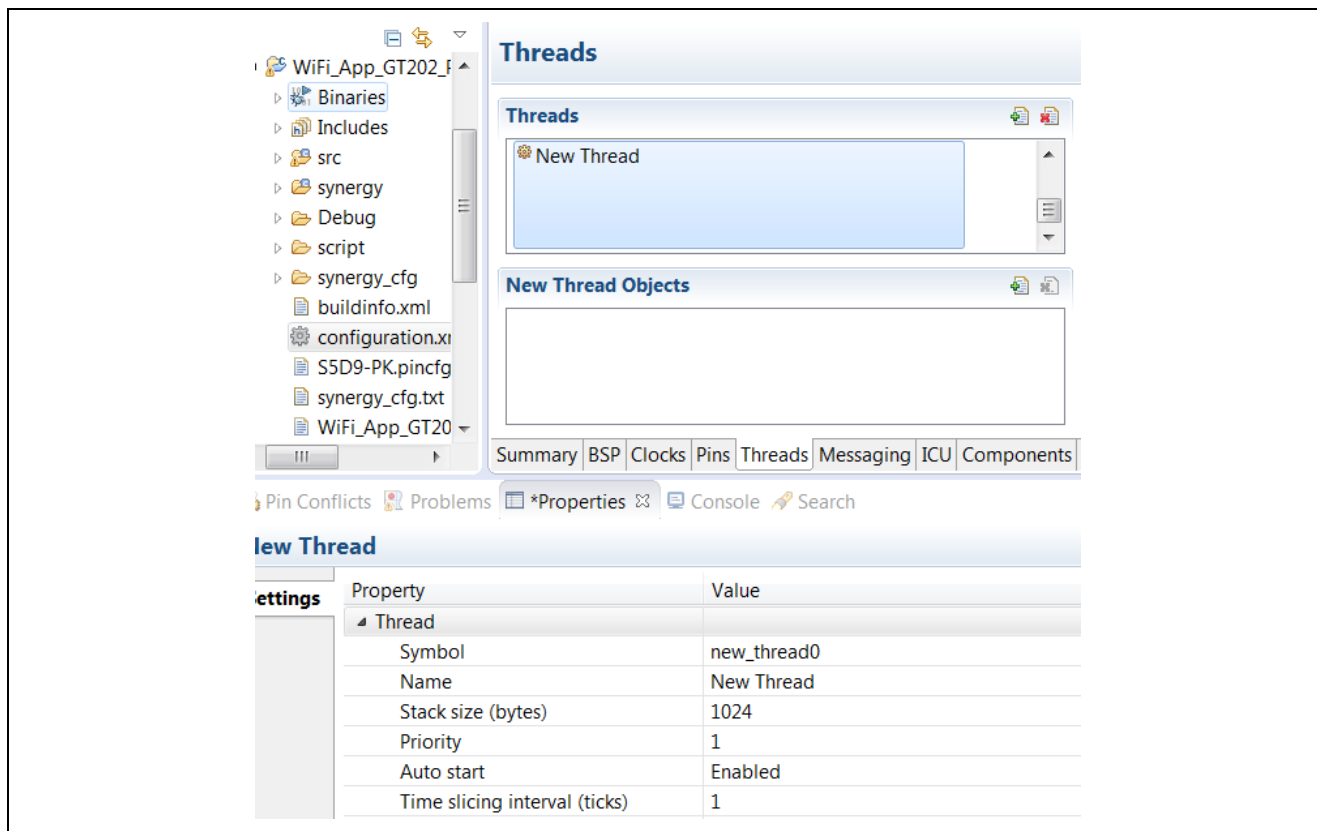 WiFi_App_GT202_
Binaries
Includes
src
synergy
Debug
script
synergy_cfg
buildinfo.xml
configuration.x
S5D9-PK.pincfg
synergy_cfg.txt
WiFi_App_GT20
Threads
Threads
New Thread
New Thread Objects
Summary BSP Clocks Pins Threads Messaging ICU Components
Pin Conflicts Problems *Properties Console Search
lew Thread
ettings
Property Value
Thread
Symbol new_thread0
Name New Thread
Stack size (bytes) 1024
Priority 1
Auto start Enabled
Time slicing interval (ticks) 1